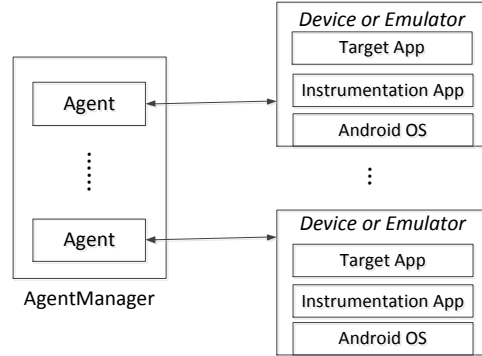 Device or Emulator
Target App
Instrumentation App
Android OS
Agent
Agent
AgentManager
Device or Emulator
Target App
Instrumentation App
Android OS